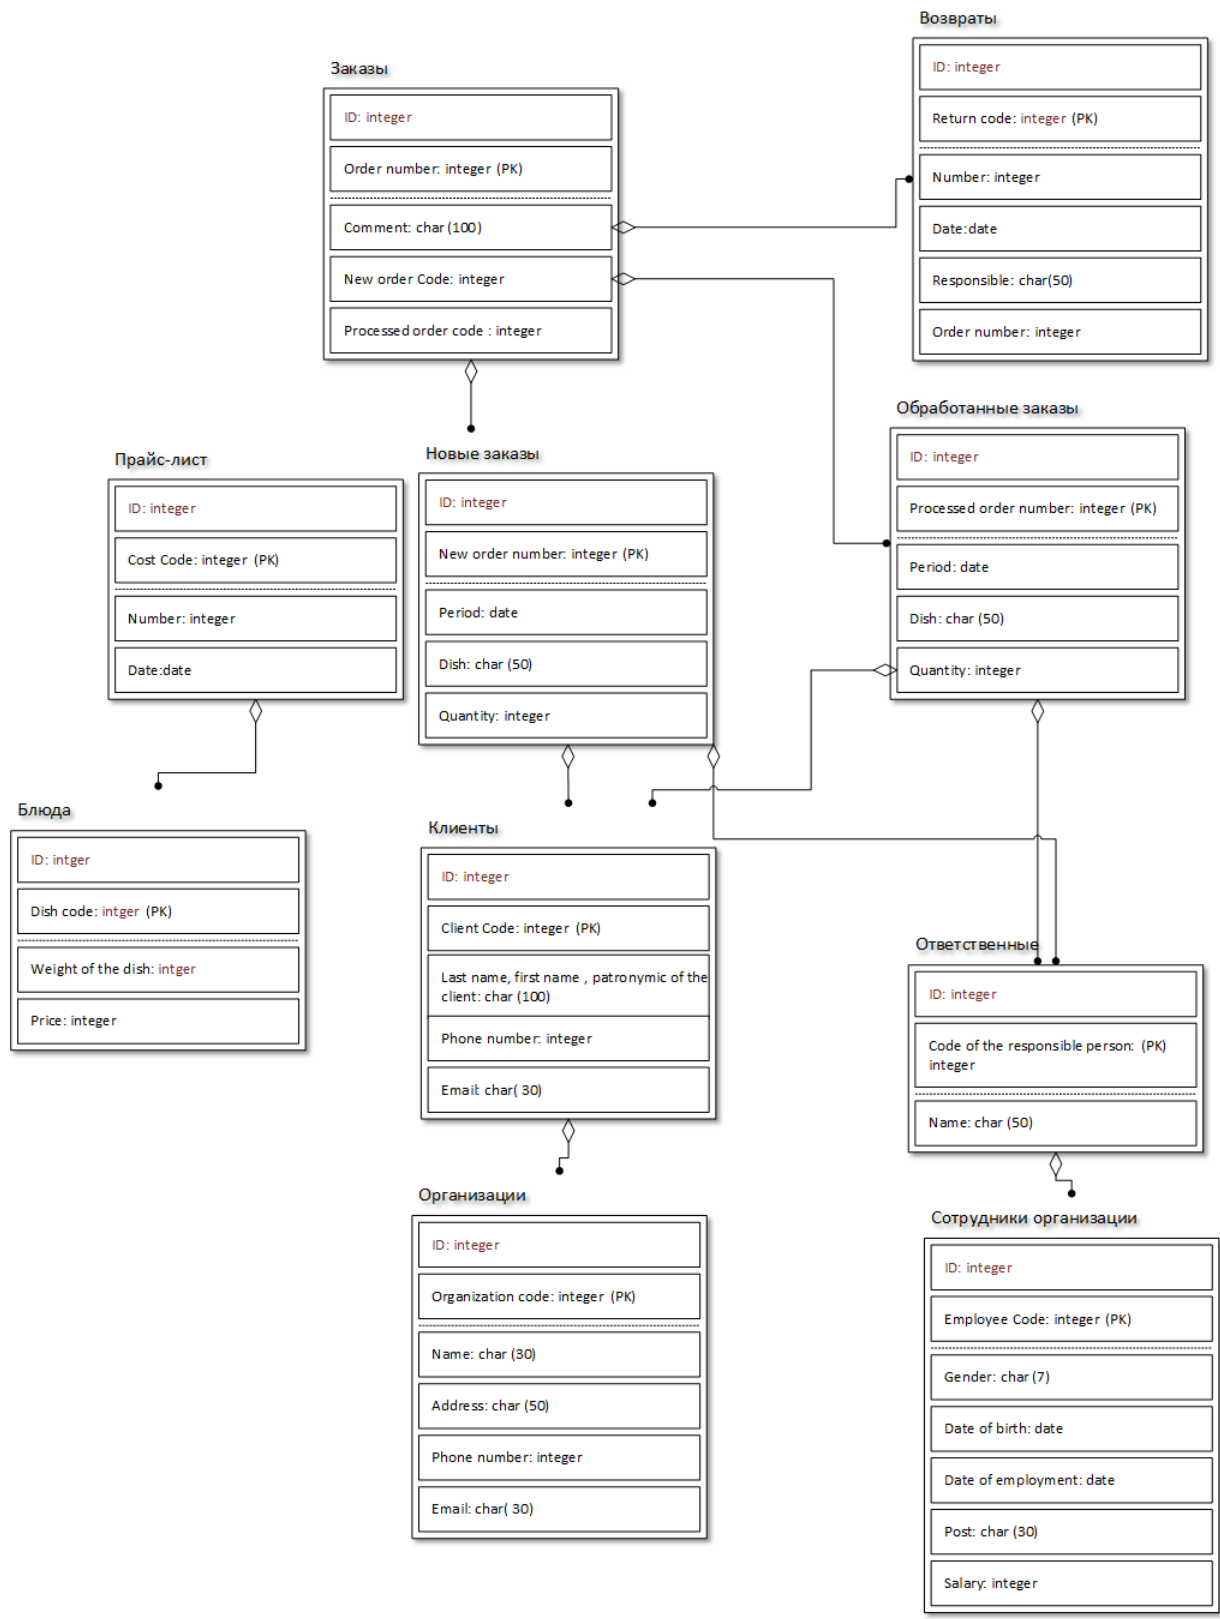 Возвраты
ID: integer
Return code: integer (PK)
Number: integer
Date:date
Responsible: char(50)
Order number: integer
Заказы
ID: integer
Order number: integer (PK)
Comment: char (100)
New order Code: integer
Processed order code : integer
Обработанные заказы
ID: integer
Processed order number: integer (PK)
Period: date
Dish: char (50)
Quantity: integer
Прайс-лист
ID: integer
Cost Code: integer (PK)
Number: integer
Date:date
Новые заказы
ID: integer
New order number: integer (PK)
Period: date
Dish: char (50)
Quantity: integer
Блюда
ID: intger
Dish code: intger (PK)
Weight of the dish: intger
Price: integer
Клиенты
ID: integer
Client Code: integer (PK)
Last name, first name , patronymic of the
client: char (100)
Phone number: integer
Email: char( 30)
Ответственные
ID: integer
Code of the responsible person: (PK)
integer
Name: char (50)
Организации
ID: integer
Organization code: integer (PK)
Name: char (30)
Address: char (50)
Phone number: integer
Email: char( 30)
Сотрудники организации
ID: integer
Employee Code: integer (PK)
Gender: char (7)
Date of birth: date
Date of employment: date
Post: char (30)
Salary: integer